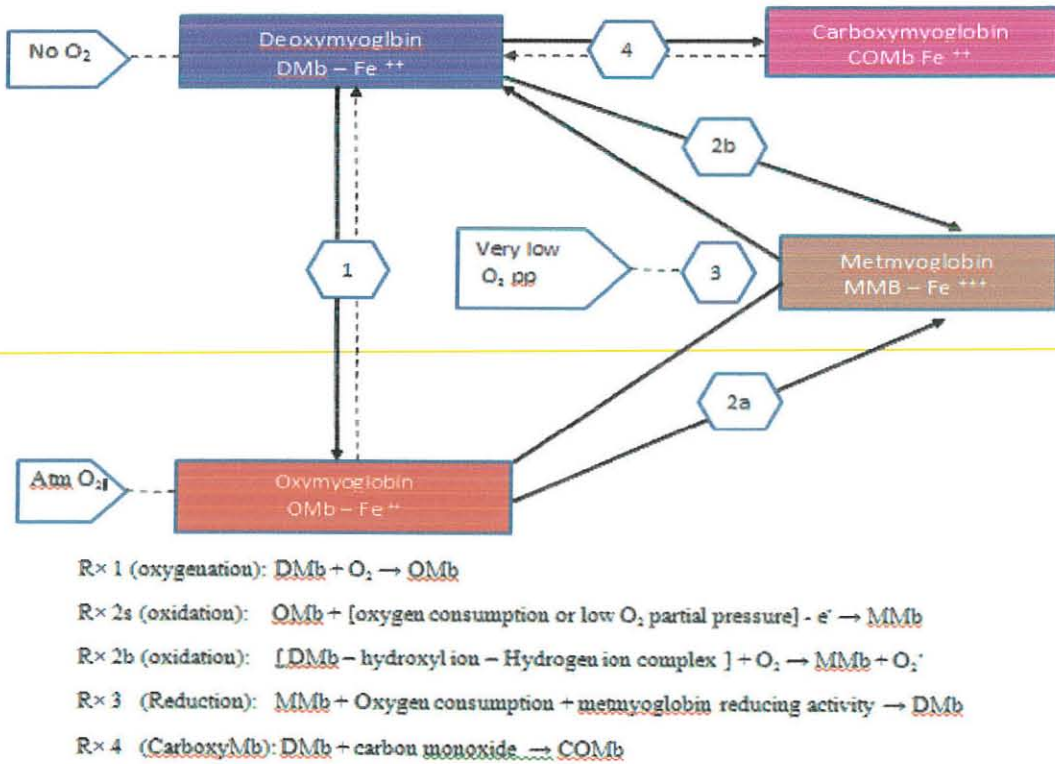 No O₂
Deoxymyoglbin
DMb – Fe ⁺⁺
4
Carboxymyoglobin
COMb Fe ⁺⁺
2b
1
Very low
O₂ pp
3
Metmyoglobin
MMB – Fe ⁺⁺⁺
2a
Atm O₂
Oxymyoglobin
OMb – Fe ⁺⁺
R× 1 (oxygenation): DMb + O₂ → OMb
R× 2s (oxidation): OMb + [oxygen consumption or low O₂ partial pressure] - e⁻ → MMb
R× 2b (oxidation): [DMb – hydroxyl ion – Hydrogen ion complex ] + O₂ → MMb + O₂⁻
R× 3 (Reduction): MMb + Oxygen consumption + metmyoglobin reducing activity → DMb
R× 4 (CarboxyMb): DMb + carbon monoxide → COMb